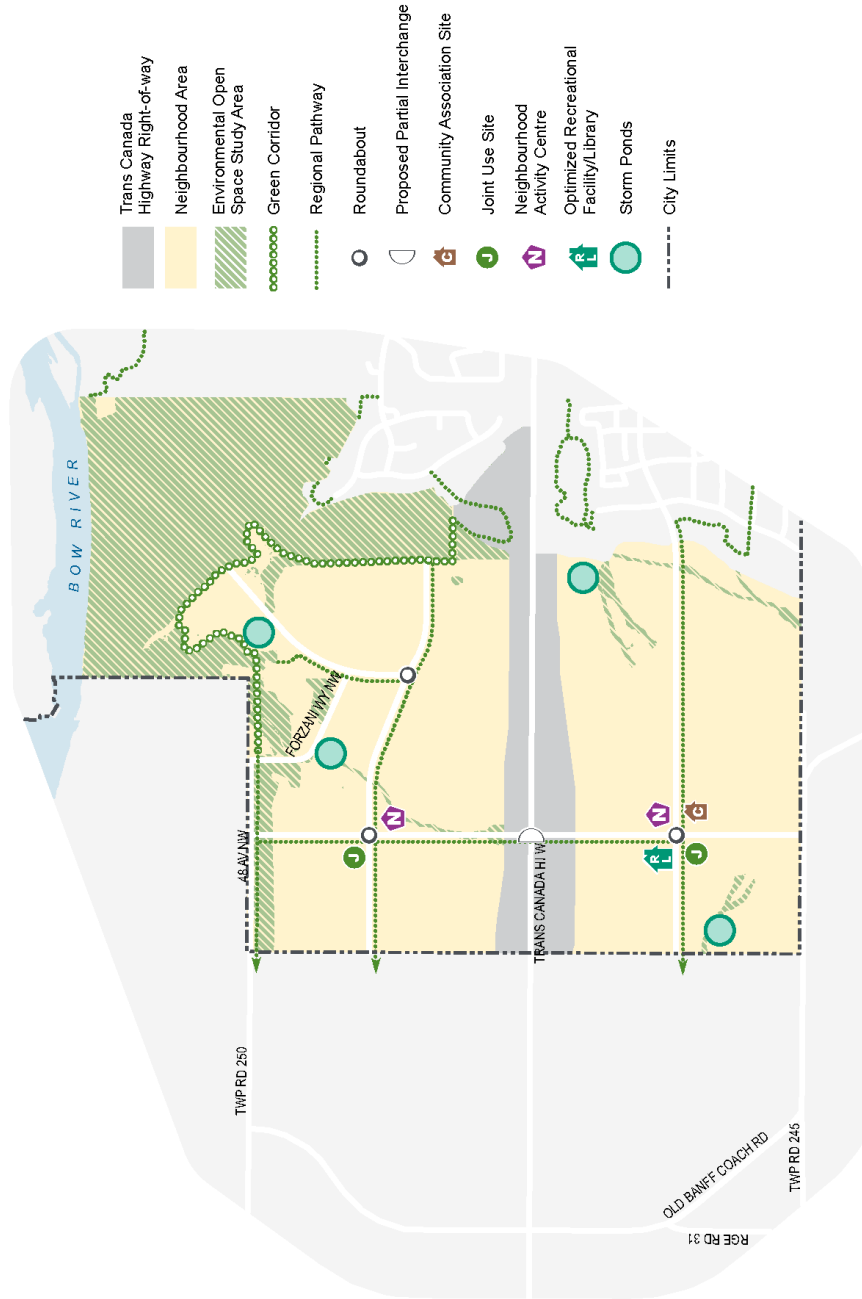 BOW RIVER
48 AV NW
FORZANI WY NW
TRANS CANADA HI W
TWP RD 250
OLD BANFF COACH RD
TWP RD 245
RGE RD 31
J
N
N
R
L
J
C
Trans Canada
Highway Right-of-way
Neighbourhood Area
Environmental Open
Space Study Area
Green Corridor
Regional Pathway
Roundabout
Proposed Partial Interchange
C
Community Association Site
J
Joint Use Site
N
Neighbourhood
Activity Centre
R
L
Optimized Recreational
Facility/Library
Storm Ponds
City Limits